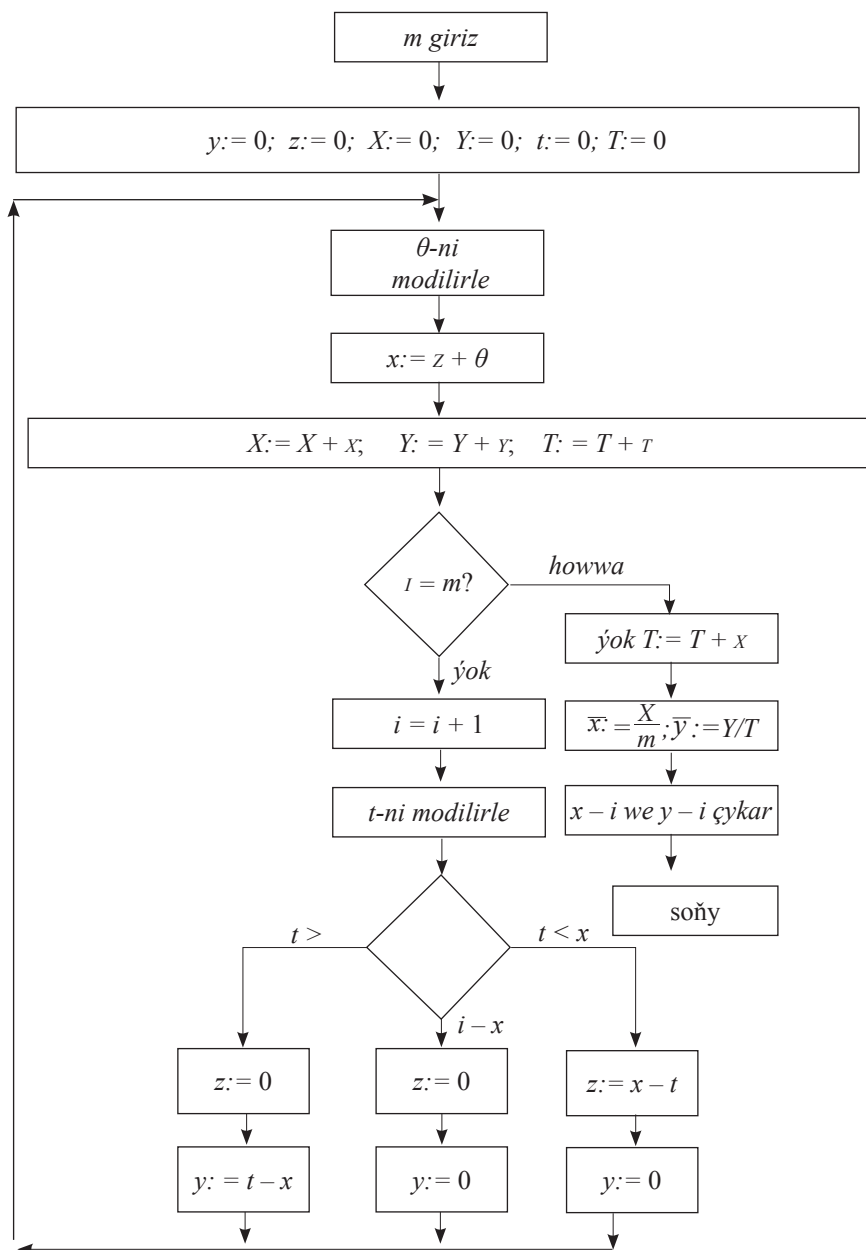 m giriz
y:= 0; z:= 0; X:= 0; Y:= 0; t:= 0; T:= 0
θ-ni
modilirle
x:= z + θ
X:= X + x; Y: = Y + y; T: = T + t
i = m?
howwa
ýok T:= T + x
ýok
i = i + 1
x̅:= X/m; y̅:= Y/T
t-ni modilirle
x – i we y – i çykar
soňy
t >
t < x
i – x
z:= 0
z:= 0
z:= x – t
y: = t – x
y:= 0
y:= 0